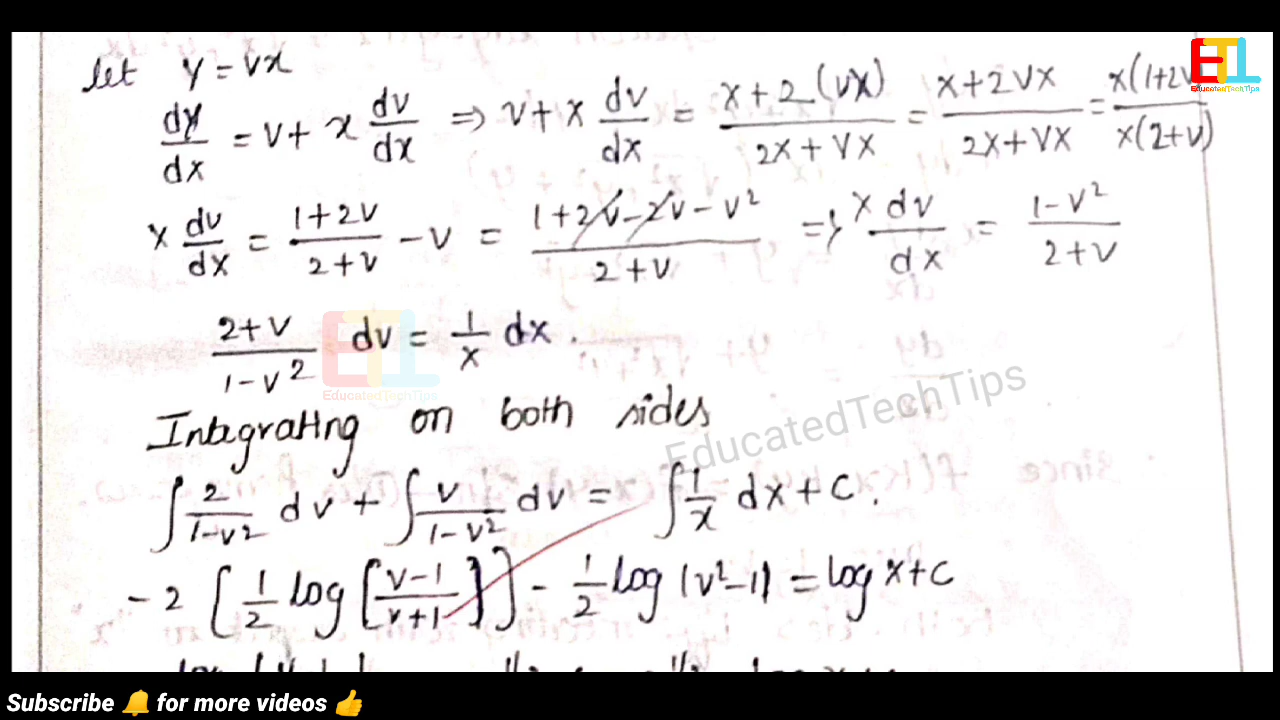 let y = vx
dy/dx = v + x dv/dx => v + x dv/dx = x + 2(vx)/2x + vx = x + 2vx/2x + vx = x(1+2v)/x(2+v)
x dv/dx = 1+2v/2+v - v = 1+2v-2v-v²/2+v => x dv/dx = 1-v²/2+v
2+v/1-v² dv = 1/x dx.
Integrating on both sides
∫ 2/1-v² dv + ∫ v/1-v² dv = ∫ 1/x dx + c.
-2 [1/2 log [v-1/v+1]] - 1/2 log |v²-1| = log x + c
ETL
EducatedTechTips
ETL
EducatedTechTips
EducatedTechTips
Subscribe 🔔 for more videos 👍